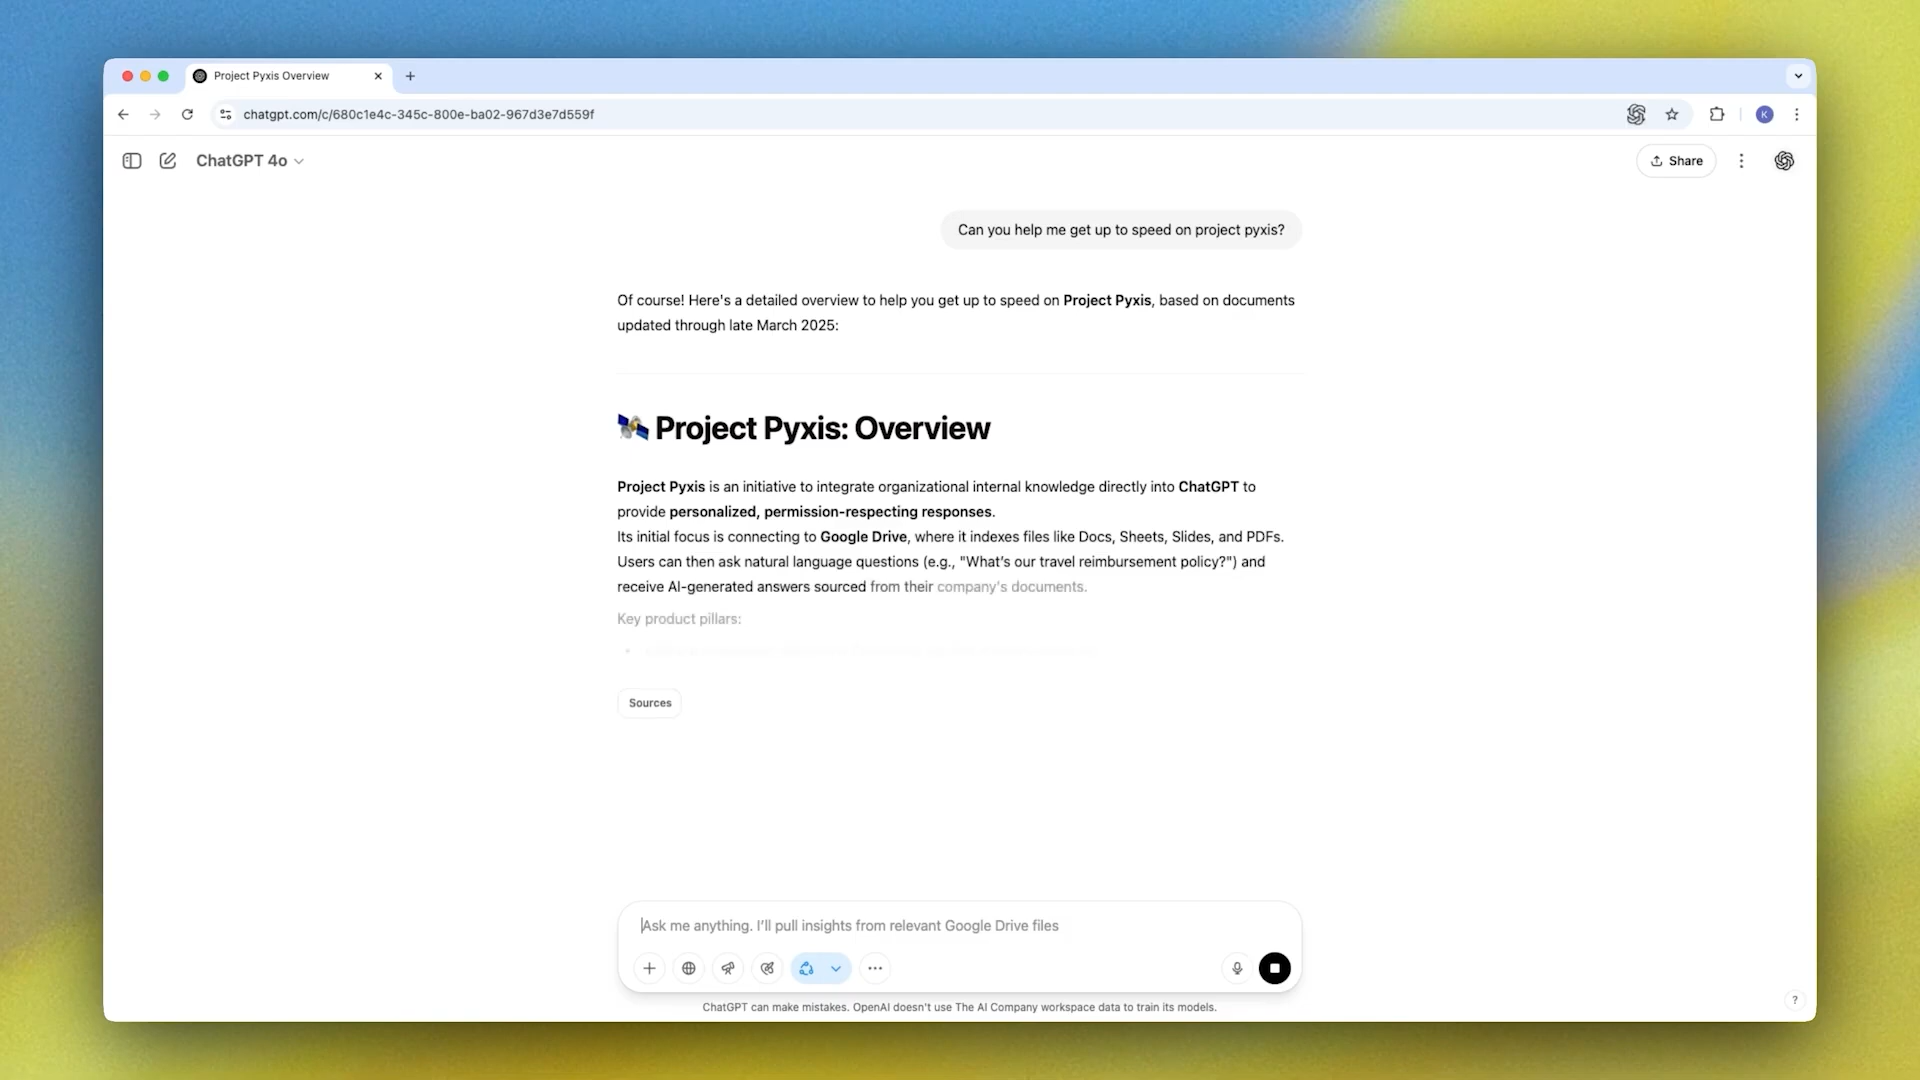 Project Pyxis Overview
chatgpt.com/c/680c1e4c-345c-800e-ba02-967d3e7d559f
K
ChatGPT 4o
Share
Can you help me get up to speed on project pyxis?
Of course! Here's a detailed overview to help you get up to speed on Project Pyxis, based on documents
updated through late March 2025:
Project Pyxis: Overview
Project Pyxis is an initiative to integrate organizational internal knowledge directly into ChatGPT to
provide personalized, permission-respecting responses.
Its initial focus is connecting to Google Drive, where it indexes files like Docs, Sheets, Slides, and PDFs.
Users can then ask natural language questions (e.g., "What's our travel reimbursement policy?") and
receive AI-generated answers sourced from their company's documents.
Key product pillars:
Sources
Ask me anything. I'll pull insights from relevant Google Drive files
ChatGPT can make mistakes. OpenAI doesn't use The AI Company workspace data to train its models.
?